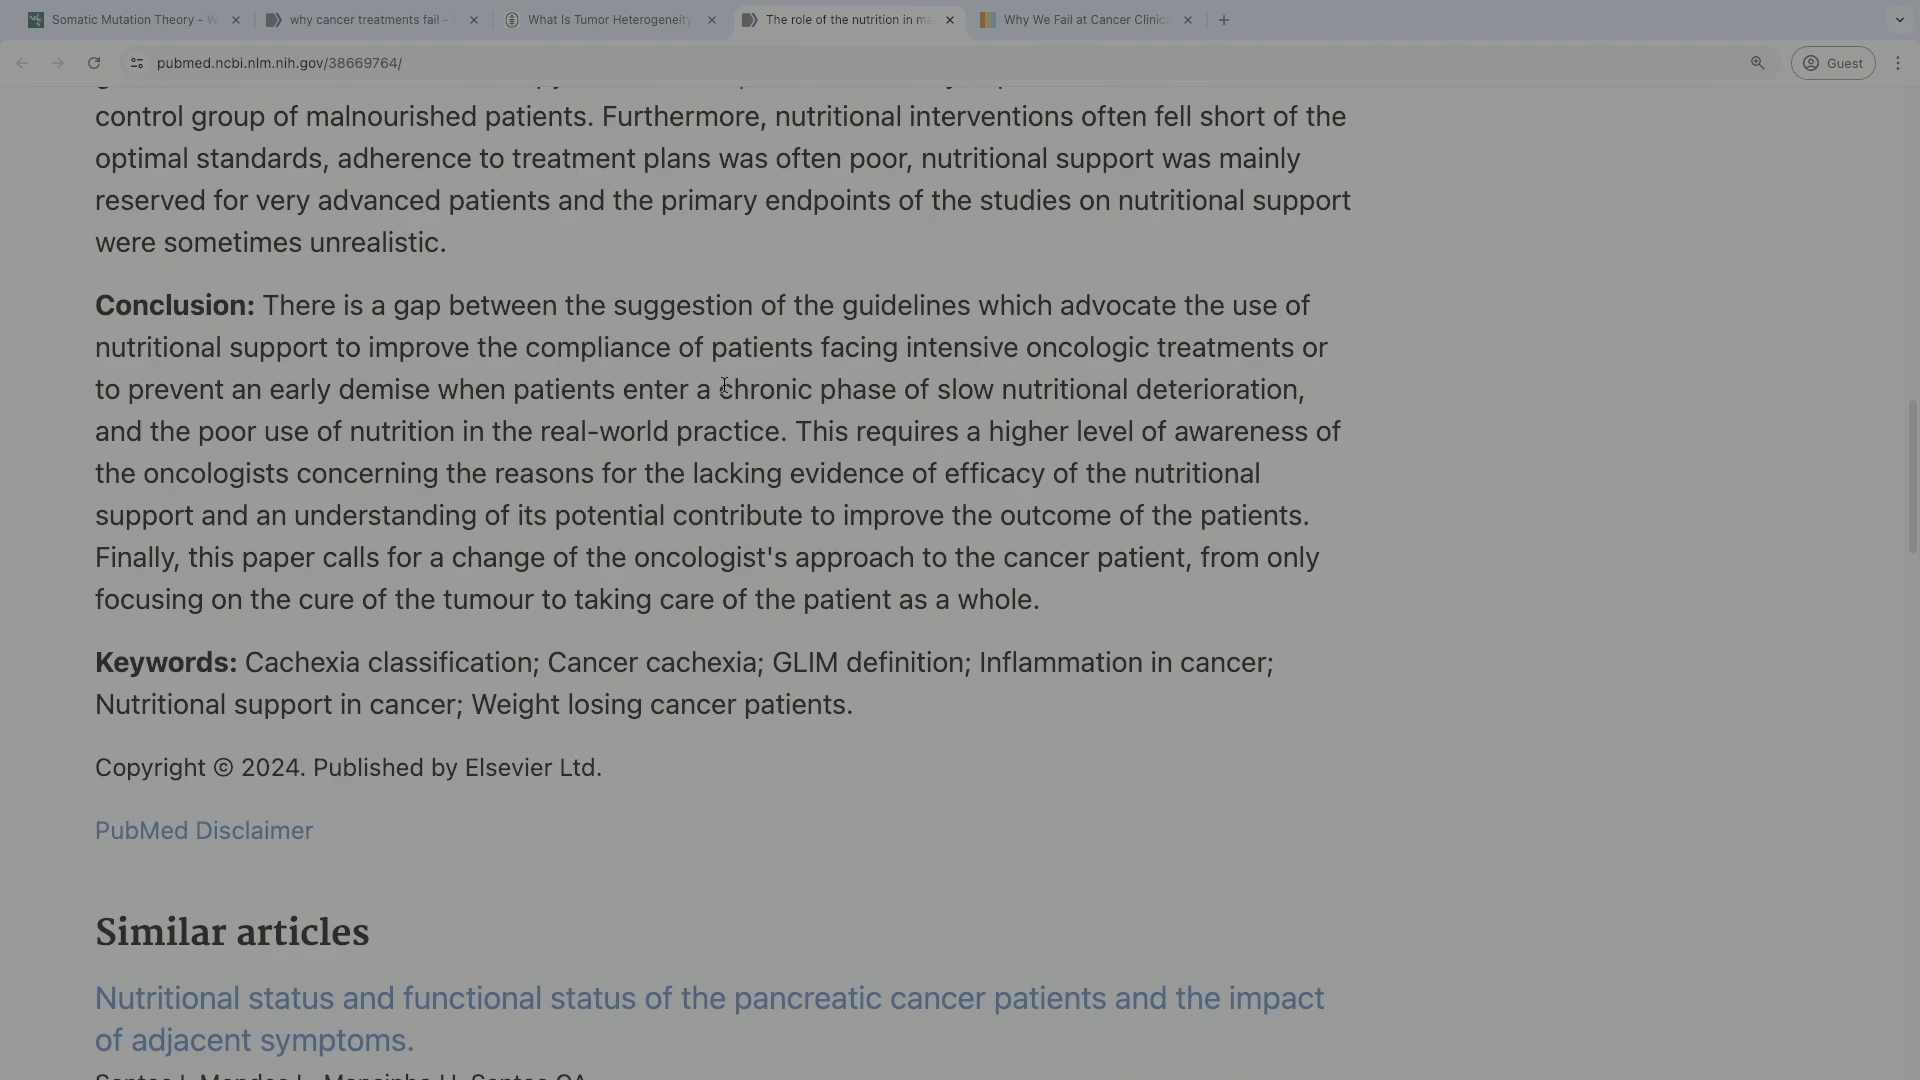 Somatic Mutation Theory - W
why cancer treatments fail -
What Is Tumor Heterogeneity
The role of the nutrition in ma
Why We Fail at Cancer Clinic
pubmed.ncbi.nlm.nih.gov/38669764/
Guest
control group of malnourished patients. Furthermore, nutritional interventions often fell short of the
optimal standards, adherence to treatment plans was often poor, nutritional support was mainly
reserved for very advanced patients and the primary endpoints of the studies on nutritional support
were sometimes unrealistic.
Conclusion: There is a gap between the suggestion of the guidelines which advocate the use of
nutritional support to improve the compliance of patients facing intensive oncologic treatments or
to prevent an early demise when patients enter a chronic phase of slow nutritional deterioration,
and the poor use of nutrition in the real-world practice. This requires a higher level of awareness of
the oncologists concerning the reasons for the lacking evidence of efficacy of the nutritional
support and an understanding of its potential contribute to improve the outcome of the patients.
Finally, this paper calls for a change of the oncologist's approach to the cancer patient, from only
focusing on the cure of the tumour to taking care of the patient as a whole.
Keywords: Cachexia classification; Cancer cachexia; GLIM definition; Inflammation in cancer;
Nutritional support in cancer; Weight losing cancer patients.
Copyright © 2024. Published by Elsevier Ltd.
PubMed Disclaimer
Similar articles
Nutritional status and functional status of the pancreatic cancer patients and the impact
of adjacent symptoms.